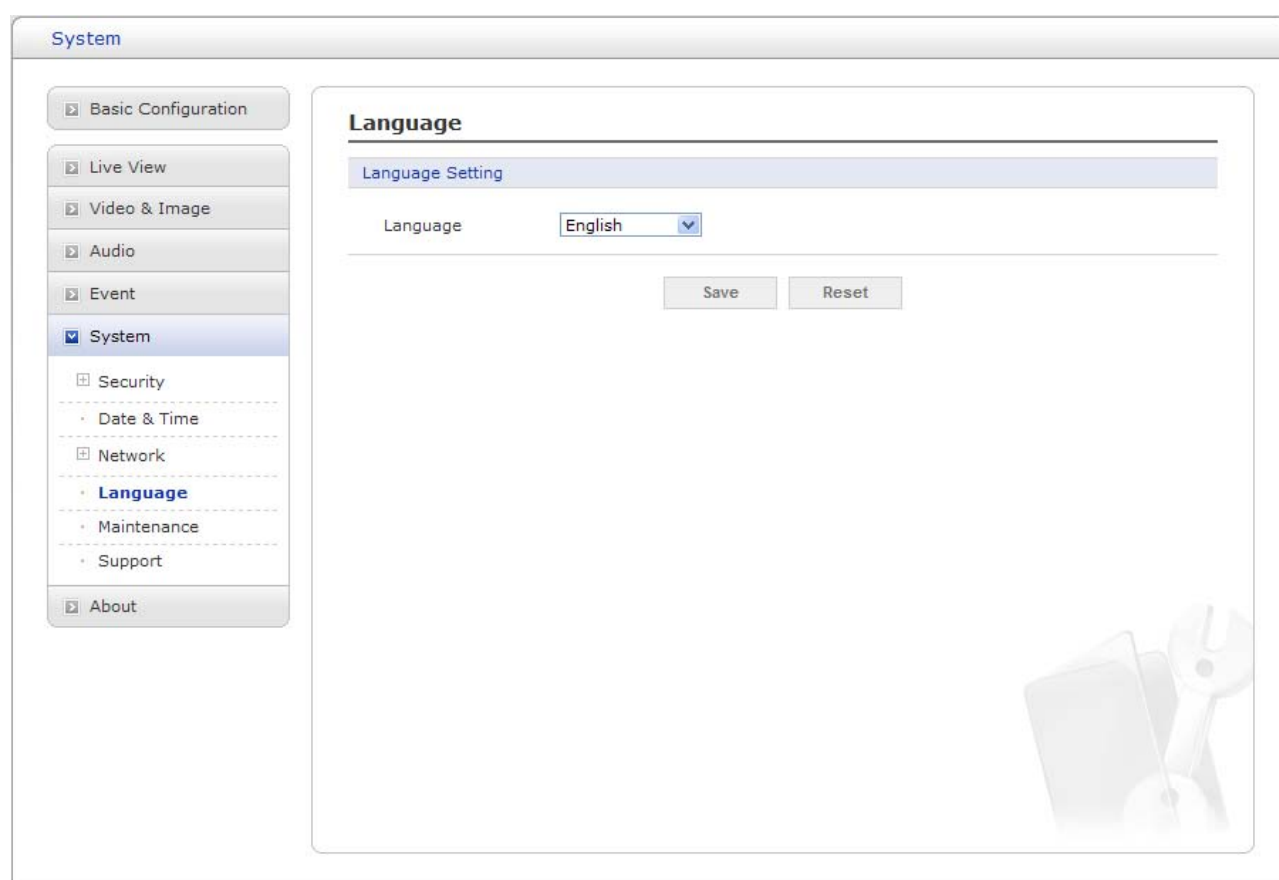 System
Basic Configuration
Live View
Video & Image
Audio
Event
System
Security
Date & Time
Network
Language
Maintenance
Support
About
Language
Language Setting
Language English
Save Reset